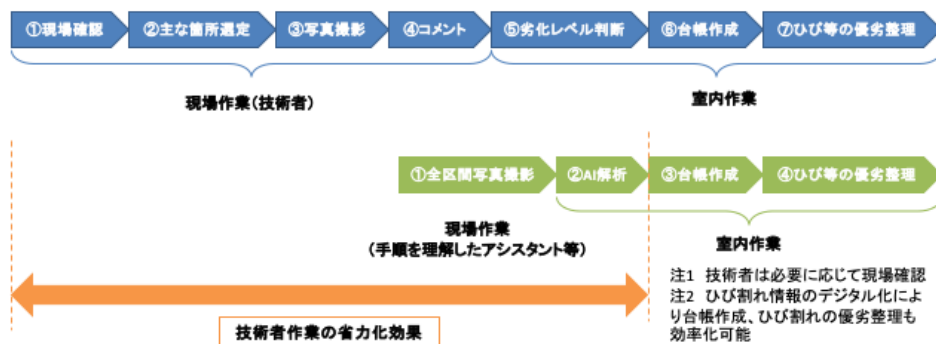 ①現場確認
②主な箇所選定
③写真撮影
④コメント
⑤劣化レベル判断
⑥台帳作成
⑦ひび等の優劣整理
現場作業(技術者)
室内作業
①全区間写真撮影
②AI解析
③台帳作成
④ひび等の優劣整理
現場作業
(手順を理解したアシスタント等)
室内作業
注1 技術者は必要に応じて現場確認
注2 ひび割れ情報のデジタル化によ
り台帳作成、ひび割れの優劣整理も
効率化可能
技術者作業の省力化効果